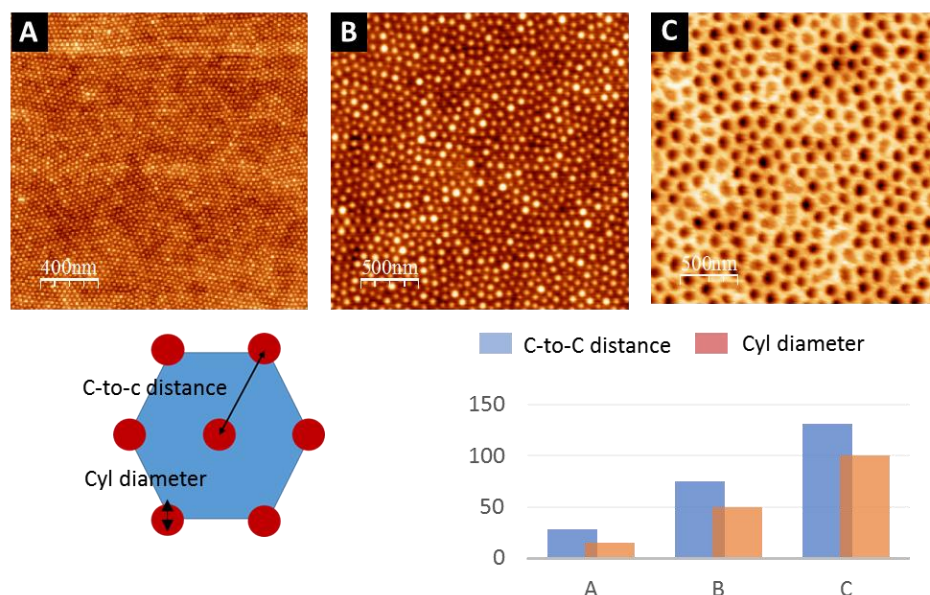 A
B
C
400nm
500nm
500nm
C-to-c distance
Cyl diameter
C-to-C distance
Cyl diameter
150
100
50
0
A
B
C